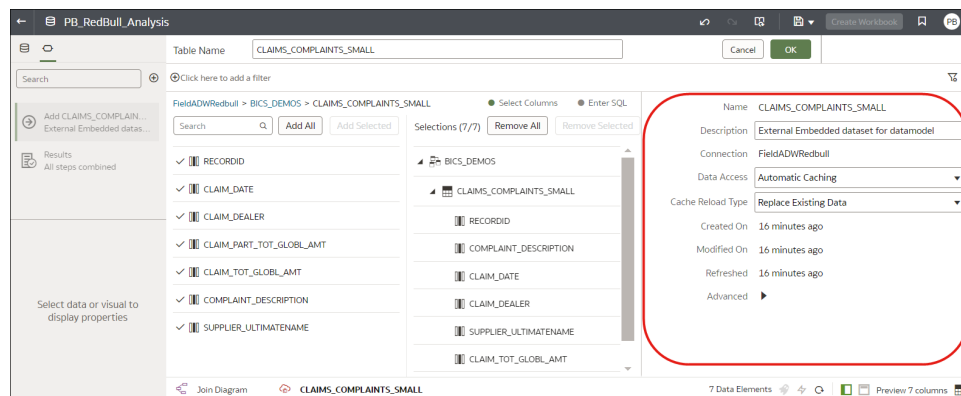 PB_RedBull_Analysis
Create Workbook
PB
Table Name CLAIMS_COMPLAINTS_SMALL
Cancel OK
Search
Click here to add a filter
Add CLAIMS_COMPLAIN...
External Embedded datas...
Results
All steps combined
Select data or visual to
display properties
FieldADWRedbull > BICS_DEMOS > CLAIMS_COMPLAINTS_SMALL
Select Columns Enter SQL
Search Add All Add Selected
Selections (7/7) Remove All Remove Selected
RECORDID
CLAIM_DATE
CLAIM_DEALER
CLAIM_PART_TOT_GLOBL_AMT
CLAIM_TOT_GLOBL_AMT
COMPLAINT_DESCRIPTION
SUPPLIER_ULTIMATENAME
BICS_DEMOS
CLAIMS_COMPLAINTS_SMALL
RECORDID
COMPLAINT_DESCRIPTION
CLAIM_DATE
CLAIM_DEALER
SUPPLIER_ULTIMATENAME
CLAIM_TOT_GLOBL_AMT
Name CLAIMS_COMPLAINTS_SMALL
Description External Embedded dataset for datamodel
Connection FieldADWRedbull
Data Access Automatic Caching
Cache Reload Type Replace Existing Data
Created On 16 minutes ago
Modified On 16 minutes ago
Refreshed 16 minutes ago
Advanced
Join Diagram CLAIMS_COMPLAINTS_SMALL
7 Data Elements Preview 7 columns